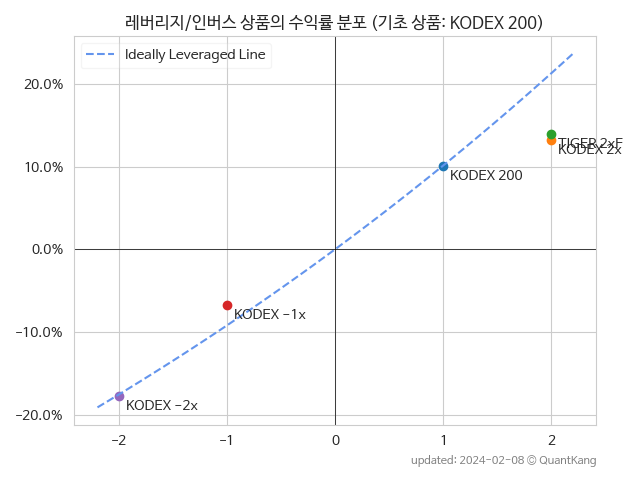 레버리지/인버스 상품의 수익률 분포 (기초 상품: KODEX 200)
Ideally Leveraged Line
20.0%
TIGER 2xF
KODEX 2x
10.0%
KODEX 200
0.0%
KODEX −1x
−10.0%
KODEX −2x
−20.0%
−2 −1 0 1 2
updated: 2024-02-08 © QuantKang